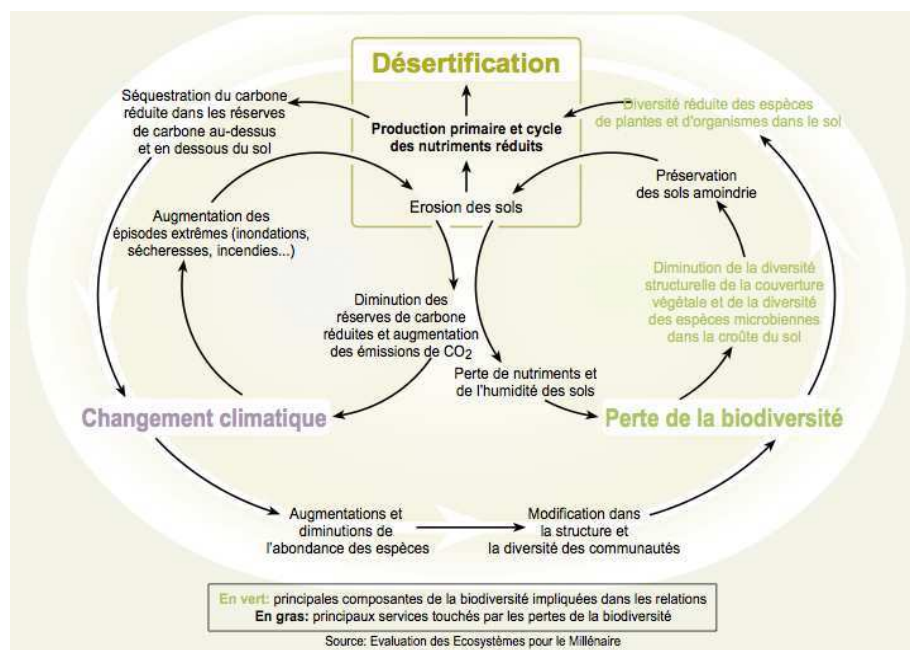 Désertification
Séquestration du carbone
réduite dans les réserves
de carbone au-dessus
et en dessous du sol
Production primaire et cycle
des nutriments réduits
Diversité réduite des espèces
de plantes et d'organismes dans le sol
Préservation
des sols amoindrie
Erosion des sols
Augmentation des
épisodes extrêmes (inondations,
sécheresses, incendies...)
Diminution de la diversité
structurelle de la couverture
végétale et de la diversité
des espèces microbiennes
dans la croûte du sol
Diminution des
réserves de carbone
réduites et augmentation
des émissions de CO2
Perte de nutriments et
de l'humidité des sols
Changement climatique
Perte de la biodiversité
Augmentations et
diminutions de
l'abondance des espèces
Modification dans
la structure et
la diversité des communautés
En vert: principales composantes de la biodiversité impliquées dans les relations
En gras: principaux services touchés par les pertes de la biodiversité
Source: Evaluation des Ecosystèmes pour le Millénaire